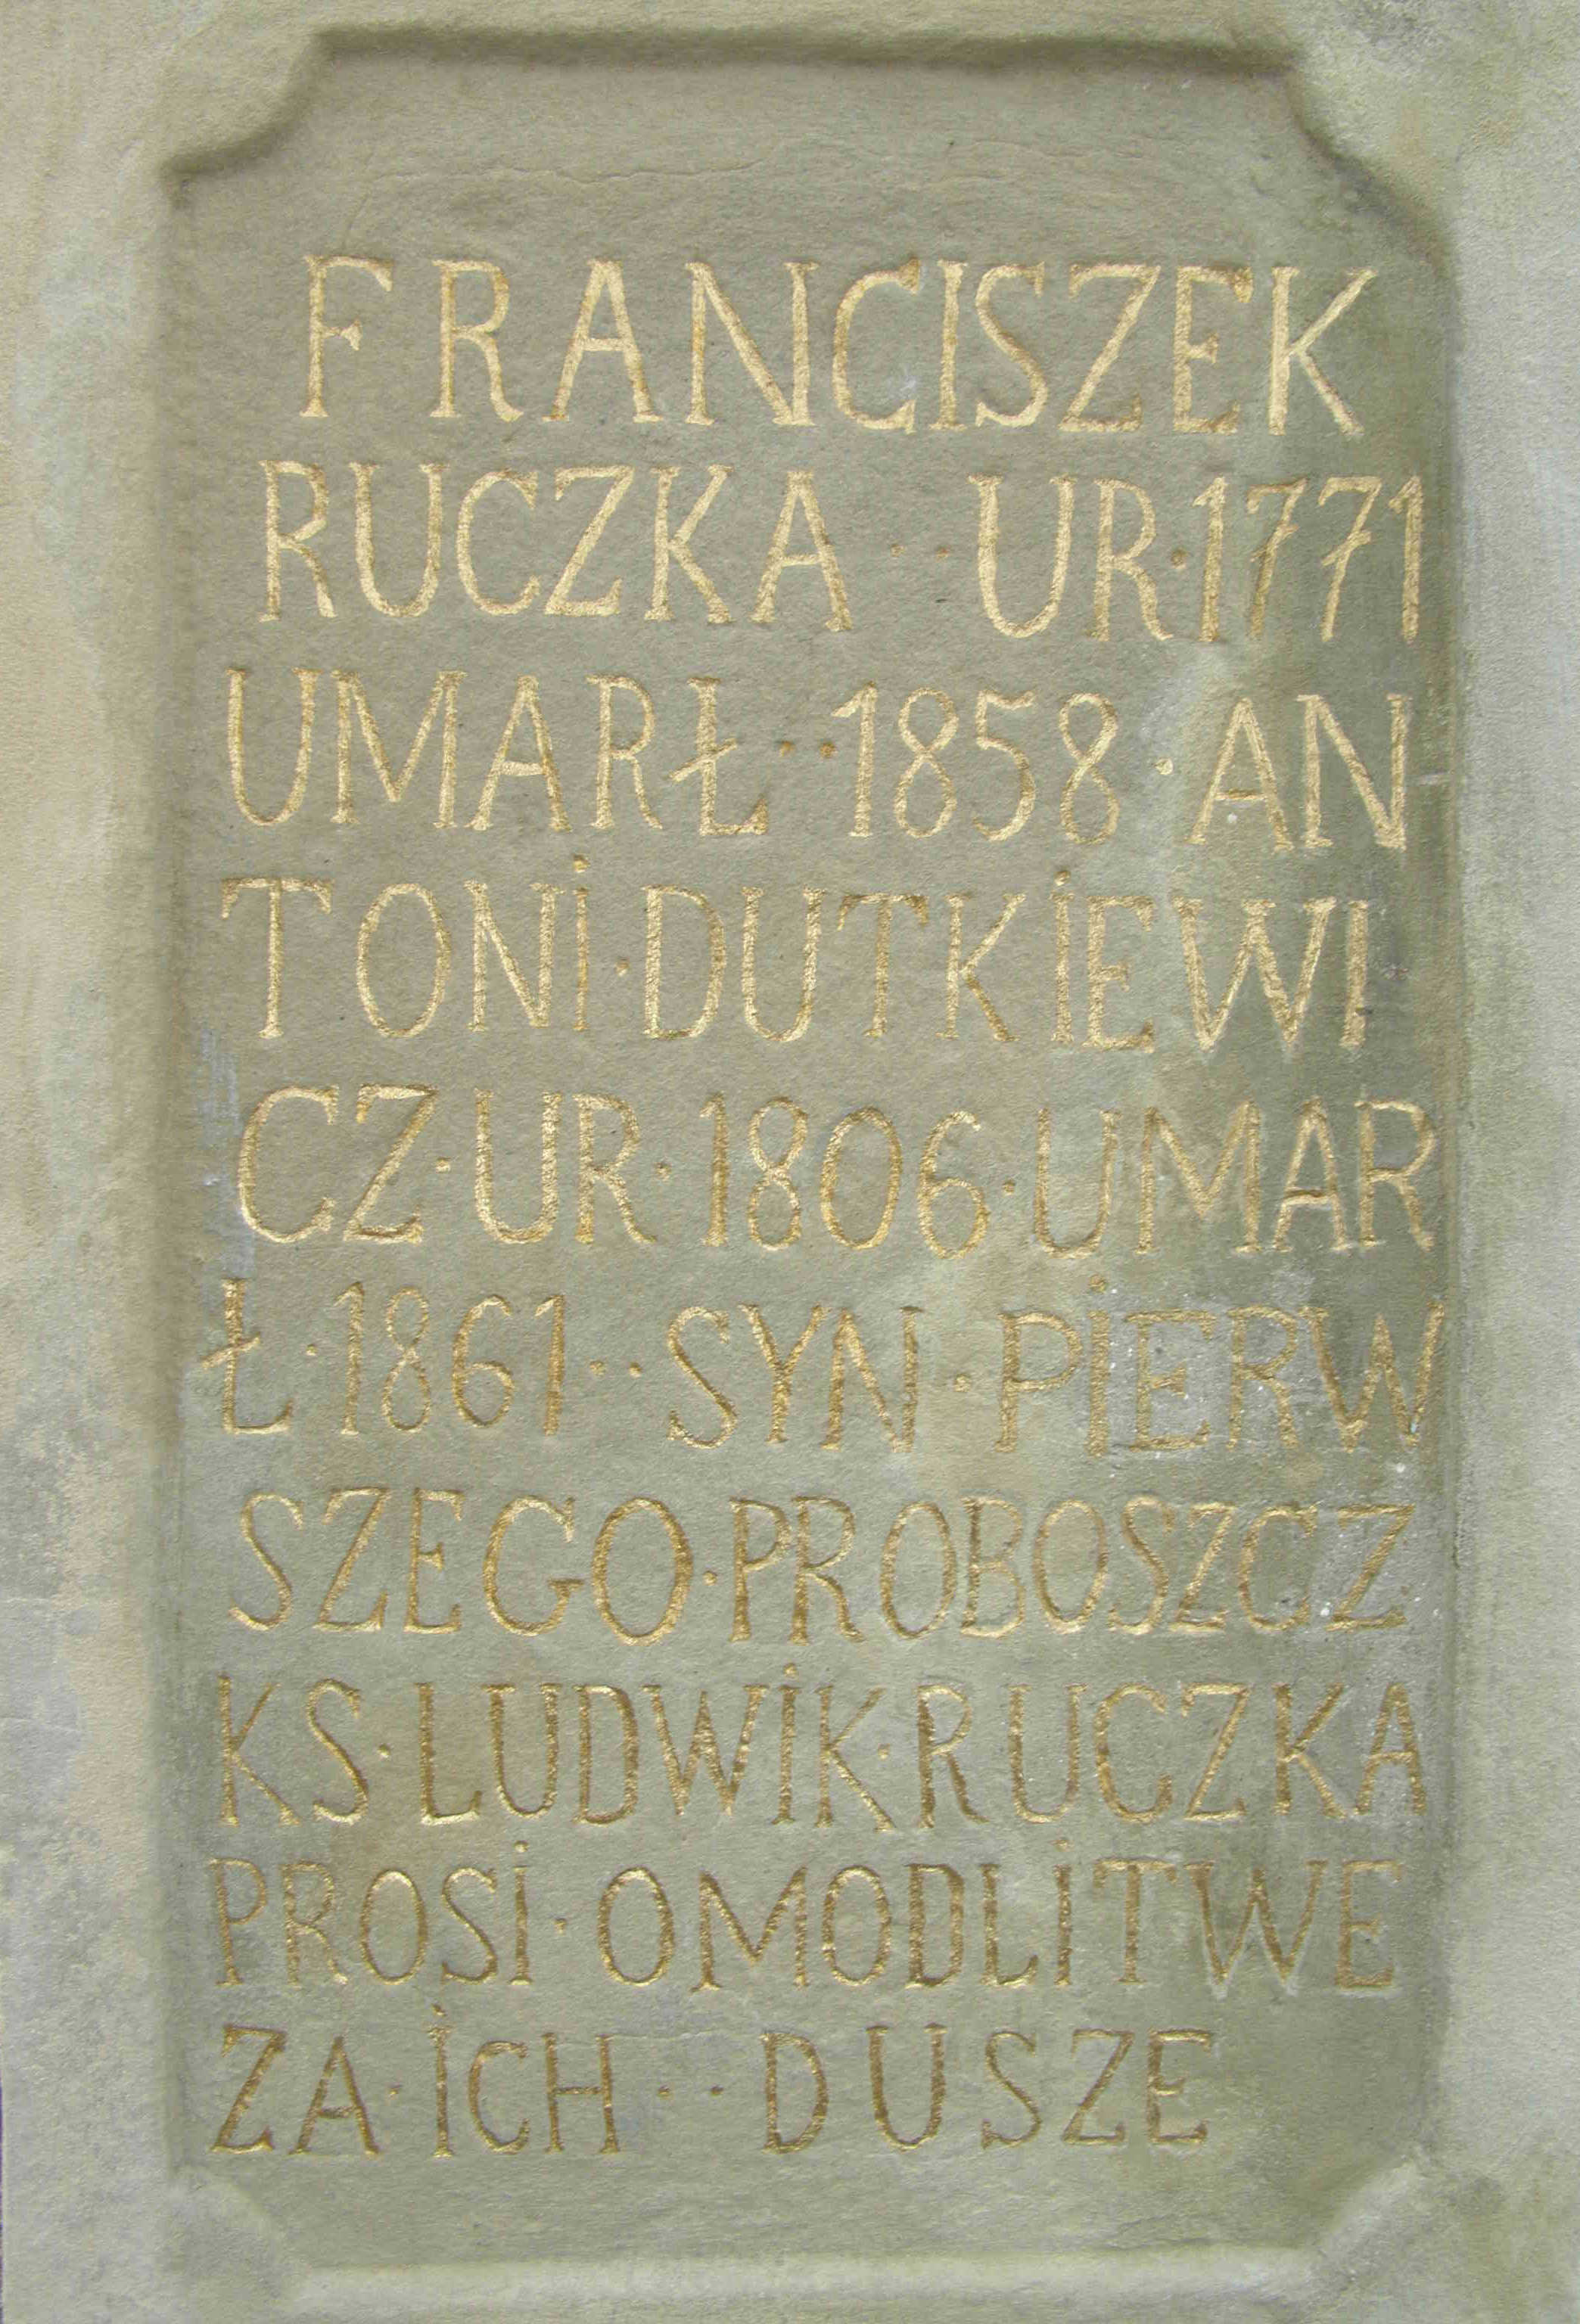 FRANCISZEK
RUCZKA ·· UR·1771
UMARŁ··1858·AN
TONi·DUTKiEWI
CZ·UR·1806·UMAR
Ł·1861··SYN·PiERW
SZEGO·PROBOSZCZ
KS·LUDWiK·RUCZKA
PROSi·OMODLiTWE
ZA·iCH··DUSZE